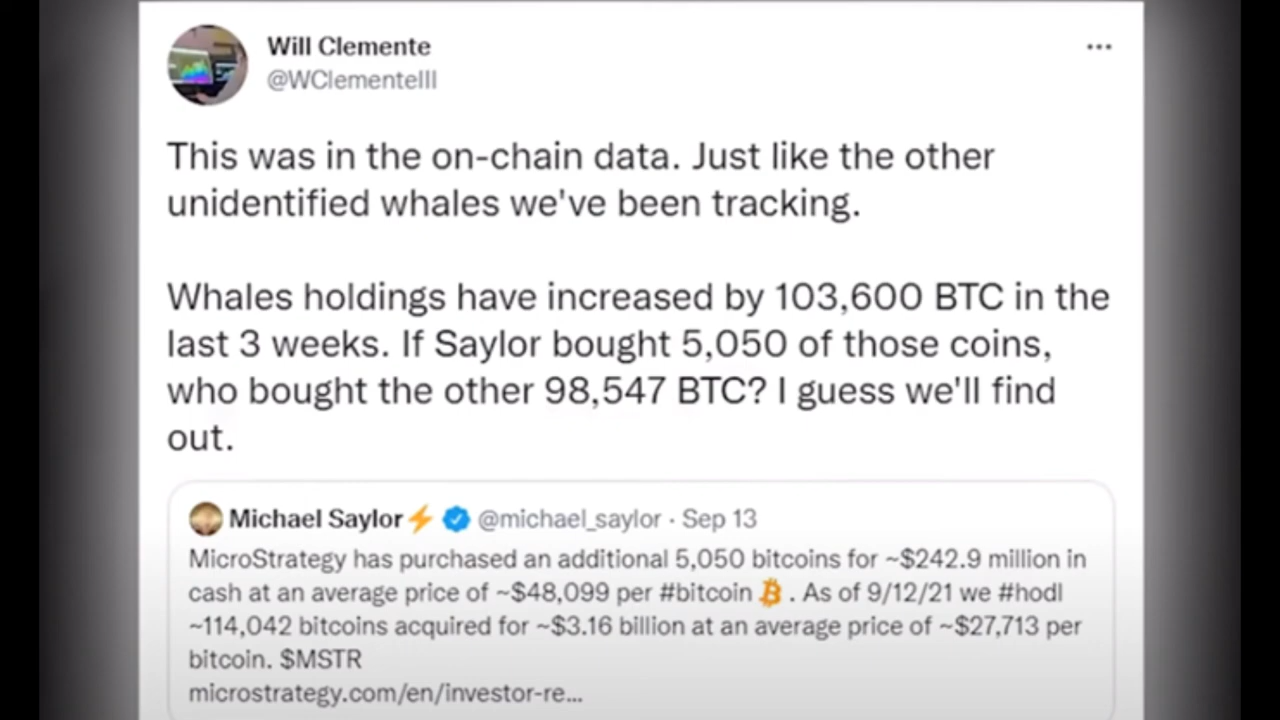 Will Clemente
@WClementeIII
This was in the on-chain data. Just like the other
unidentified whales we've been tracking.
Whales holdings have increased by 103,600 BTC in the
last 3 weeks. If Saylor bought 5,050 of those coins,
who bought the other 98,547 BTC? I guess we'll find
out.
Michael Saylor⚡ @michael_saylor · Sep 13
MicroStrategy has purchased an additional 5,050 bitcoins for ~$242.9 million in
cash at an average price of ~$48,099 per #bitcoin ₿ . As of 9/12/21 we #hodl
~114,042 bitcoins acquired for ~$3.16 billion at an average price of ~$27,713 per
bitcoin. $MSTR
microstrategy.com/en/investor-re...